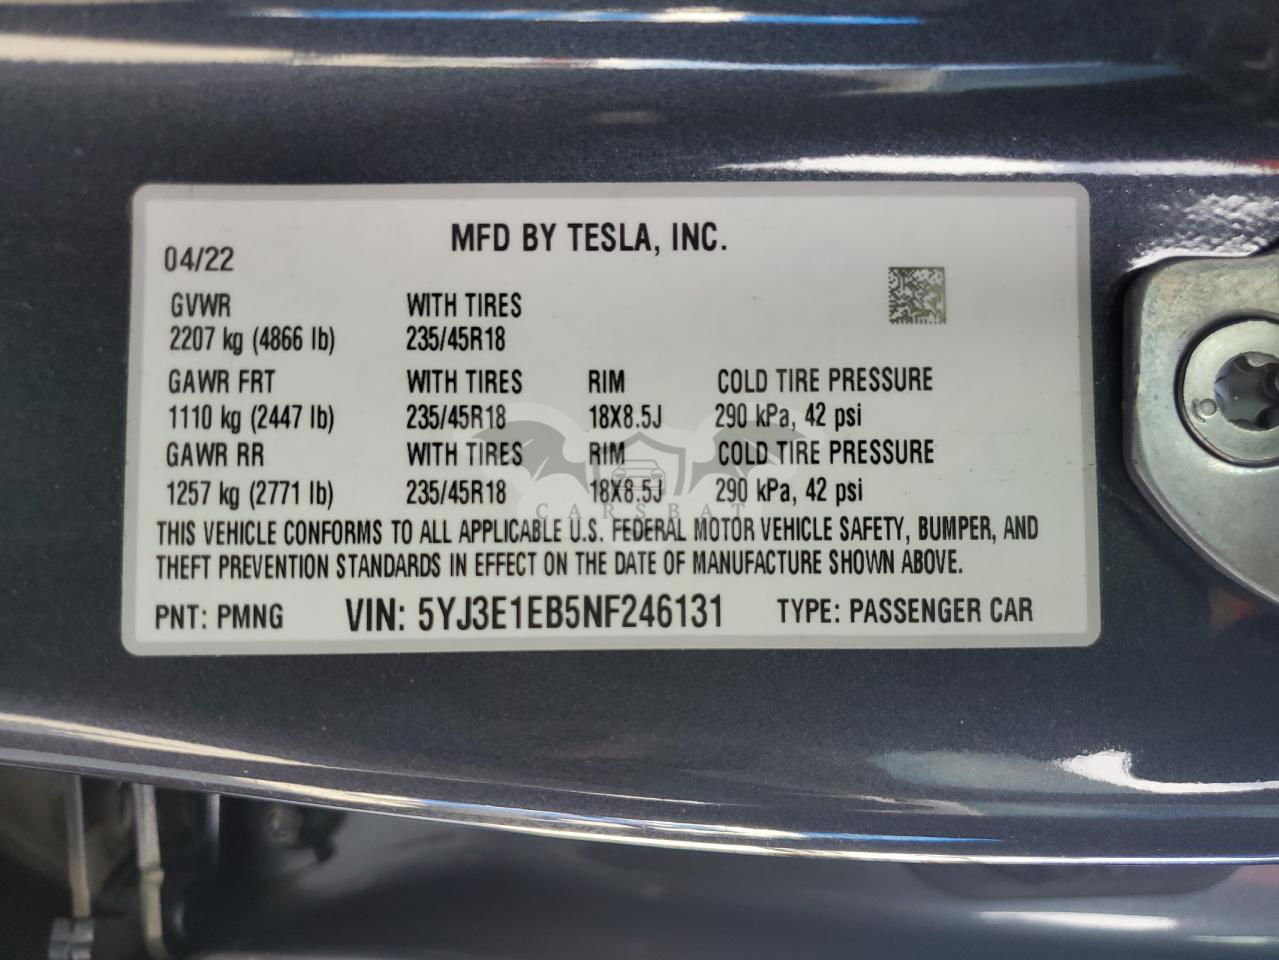 MFD BY TESLA, INC.
04/22
GVWR WITH TIRES
2207 kg (4866 lb) 235/45R18
GAWR FRT WITH TIRES RIM COLD TIRE PRESSURE
1110 kg (2447 lb) 235/45R18 18X8.5J 290 kPa, 42 psi
GAWR RR WITH TIRES RIM COLD TIRE PRESSURE
1257 kg (2771 lb) 235/45R18 18X8.5J 290 kPa, 42 psi
CARSBAT
THIS VEHICLE CONFORMS TO ALL APPLICABLE U.S. FEDERAL MOTOR VEHICLE SAFETY, BUMPER, AND
THEFT PREVENTION STANDARDS IN EFFECT ON THE DATE OF MANUFACTURE SHOWN ABOVE.
PNT: PMNG VIN: 5YJ3E1EB5NF246131 TYPE: PASSENGER CAR